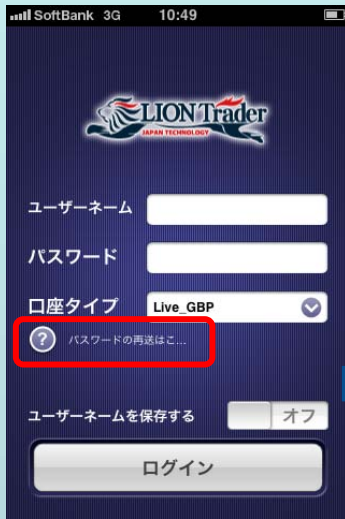 SoftBank 3G 10:49
LION Trader
JAPAN TECHNOLOGY
ユーザーネーム
パスワード
口座タイプ Live_GBP
? パスワードの再送はこ...
ユーザーネームを保存する オフ
ログイン